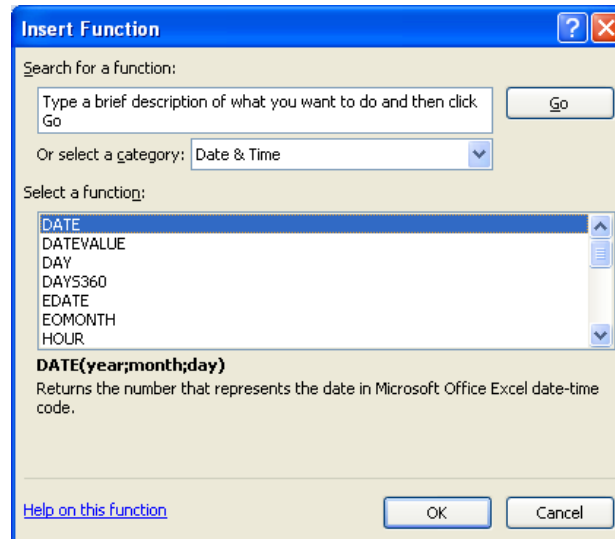 Insert Function
Search for a function:
Type a brief description of what you want to do and then click
Go
Go
Or select a category:
Date & Time
Select a function:
DATE
DATEVALUE
DAY
DAYS360
EDATE
EOMONTH
HOUR
DATE(year;month;day)
Returns the number that represents the date in Microsoft Office Excel date-time
code.
Help on this function
OK
Cancel